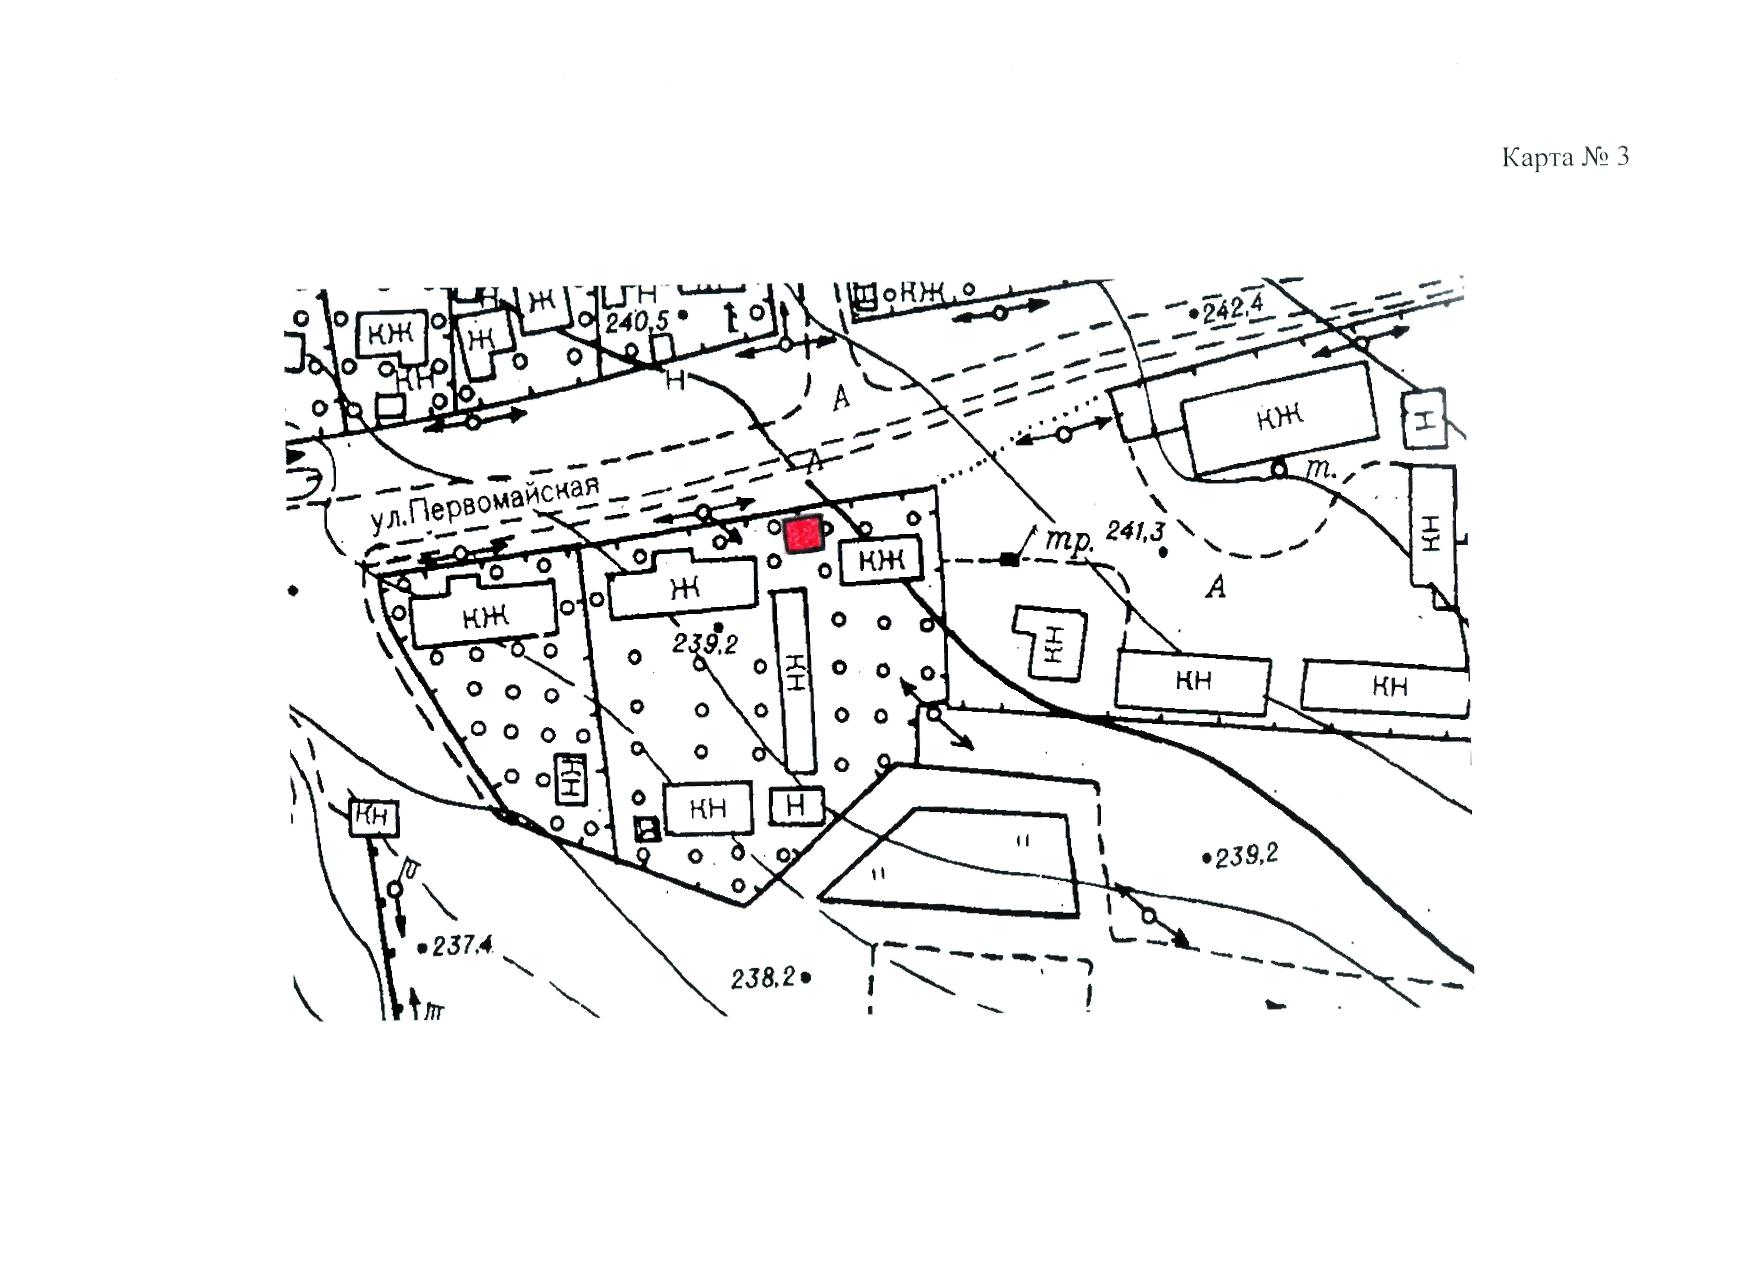 Карта № 3
Ж
Н
КЖ
242,4
240,5
КЖ
Ж
КН
Н
А
КЖ
Н
А
т.
ул.Первомайская
КН
тр.
241,3
КЖ
А
Ж
КЖ
239,2
КН
КН
КН
КН
КН
КН
Н
КН
239,2
237,4
238,2